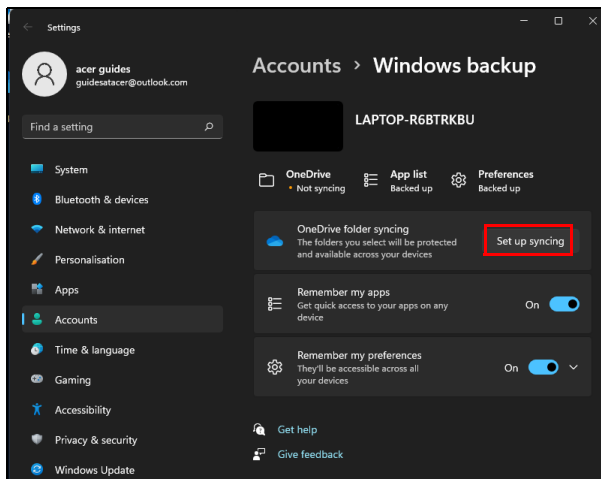 Settings
acer guides
guidesatacer@outlook.com
Find a setting
System
Bluetooth & devices
Network & internet
Personalisation
Apps
Accounts
Time & language
Gaming
Accessibility
Privacy & security
Windows Update
Accounts > Windows backup
LAPTOP-R6BTRKBU
OneDrive
• Not syncing
App list
Backed up
Preferences
Backed up
OneDrive folder syncing
The folders you select will be protected
and available across your devices
Set up syncing
Remember my apps
Get quick access to your apps on any
device
On
Remember my preferences
They'll be accessible across all
your devices
On
Get help
Give feedback